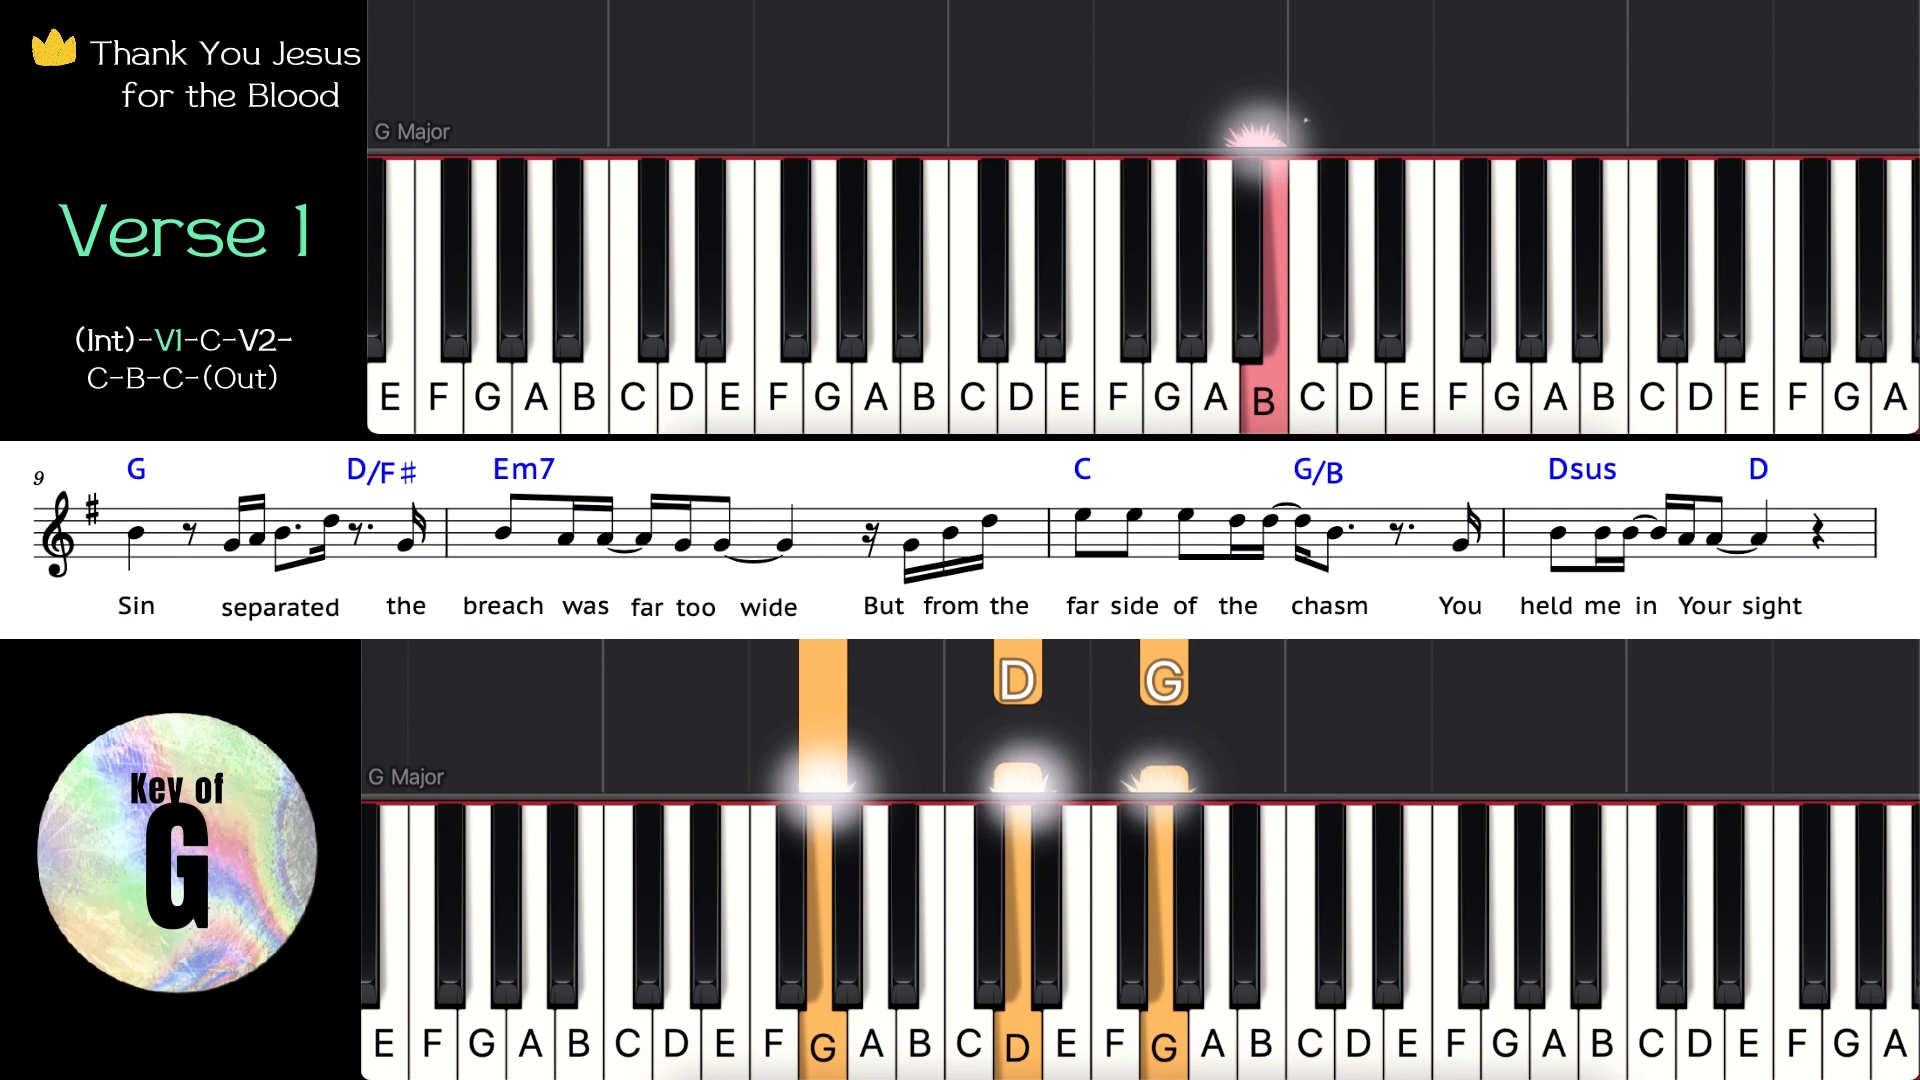 Thank You Jesus
for the Blood
Verse 1
(Int)-V1-C-V2-
C-B-C-(Out)
G Major
E F G A B C D E F G A B C D E F G A B C D E F G A B C D E F G A
9
G D/F♯ Em7 C G/B Dsus D
Sin separated the breach was far too wide But from the far side of the chasm You held me in Your sight
D G
Key of
G
G Major
E F G A B C D E F G A B C D E F G A B C D E F G A B C D E F G A